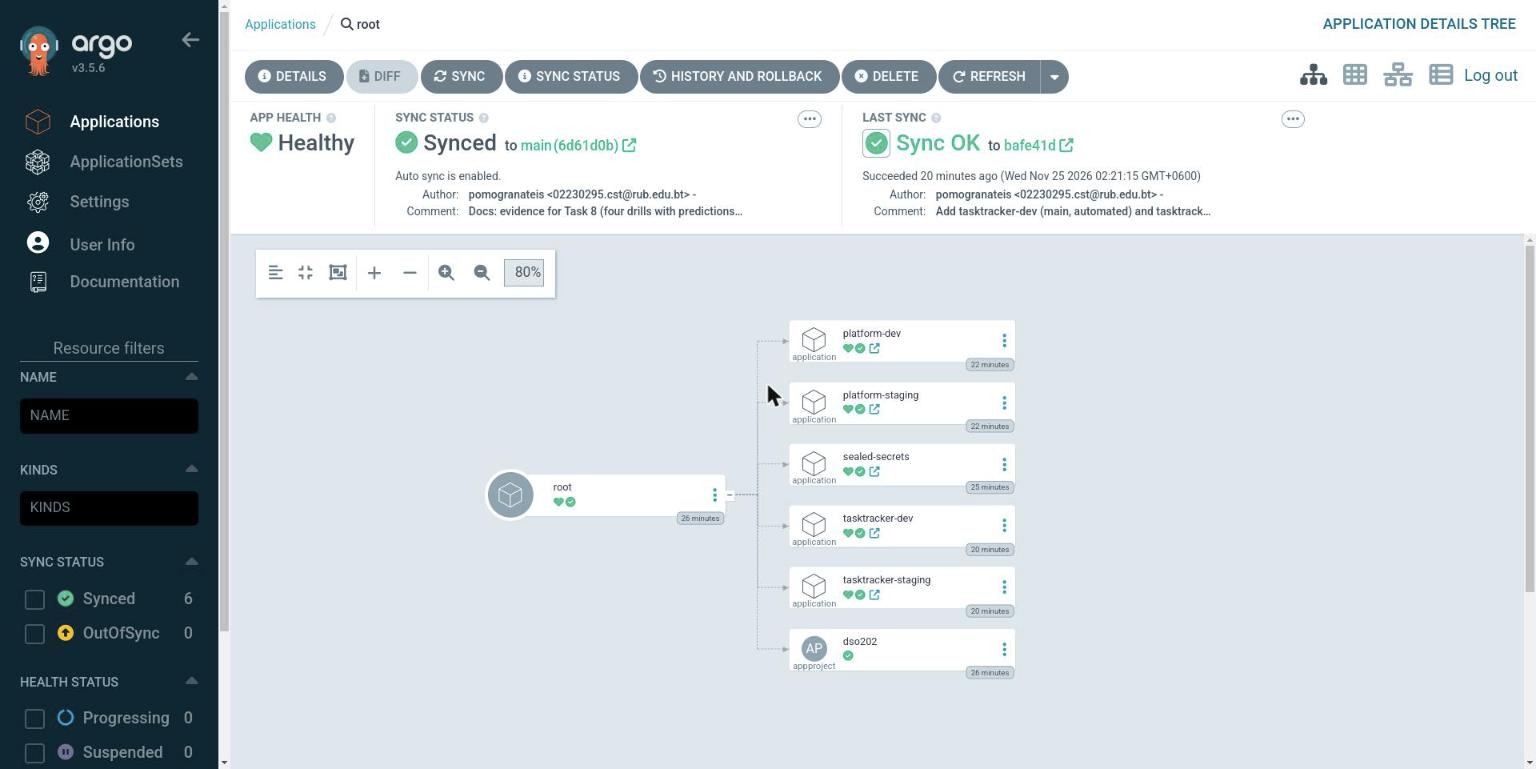 argo
v3.5.6
Applications
ApplicationSets
Settings
User Info
Documentation
Resource filters
NAME
NAME
KINDS
KINDS
SYNC STATUS
Synced 6
OutOfSync 0
HEALTH STATUS
Progressing 0
Suspended 0
Applications / root
APPLICATION DETAILS TREE
DETAILS DIFF SYNC SYNC STATUS HISTORY AND ROLLBACK DELETE REFRESH
Log out
APP HEALTH
Healthy
SYNC STATUS
Synced to main (6d61d0b)
Auto sync is enabled.
Author: pomogranateis <02230295.cst@rub.edu.bt> -
Comment: Docs: evidence for Task 8 (four drills with predictions...
LAST SYNC
Sync OK to bafe41d
Succeeded 20 minutes ago (Wed Nov 25 2026 02:21:15 GMT+0600)
Author: pomogranateis <02230295.cst@rub.edu.bt> -
Comment: Add tasktracker-dev (main, automated) and tasktrack...
80%
root
26 minutes
platform-dev
application
22 minutes
platform-staging
application
22 minutes
sealed-secrets
application
25 minutes
tasktracker-dev
application
20 minutes
tasktracker-staging
application
20 minutes
AP
dso202
appproject
26 minutes